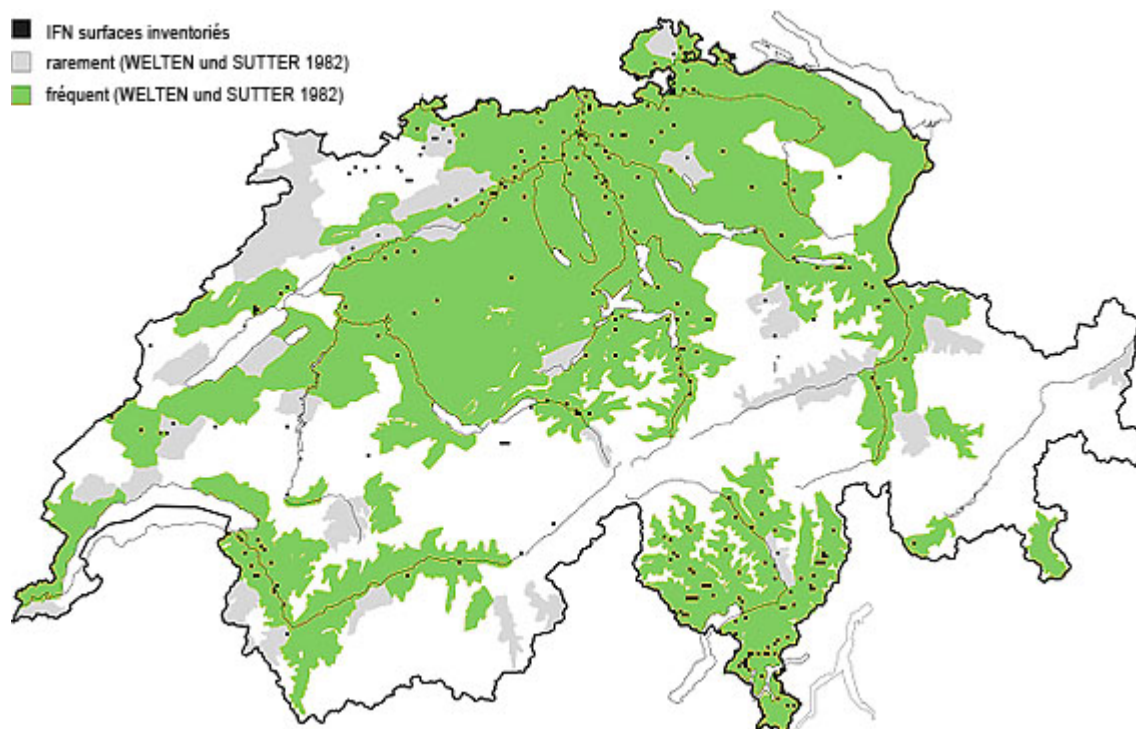 IFN surfaces inventoriés
rarement (WELTEN und SUTTER 1982)
fréquent (WELTEN und SUTTER 1982)